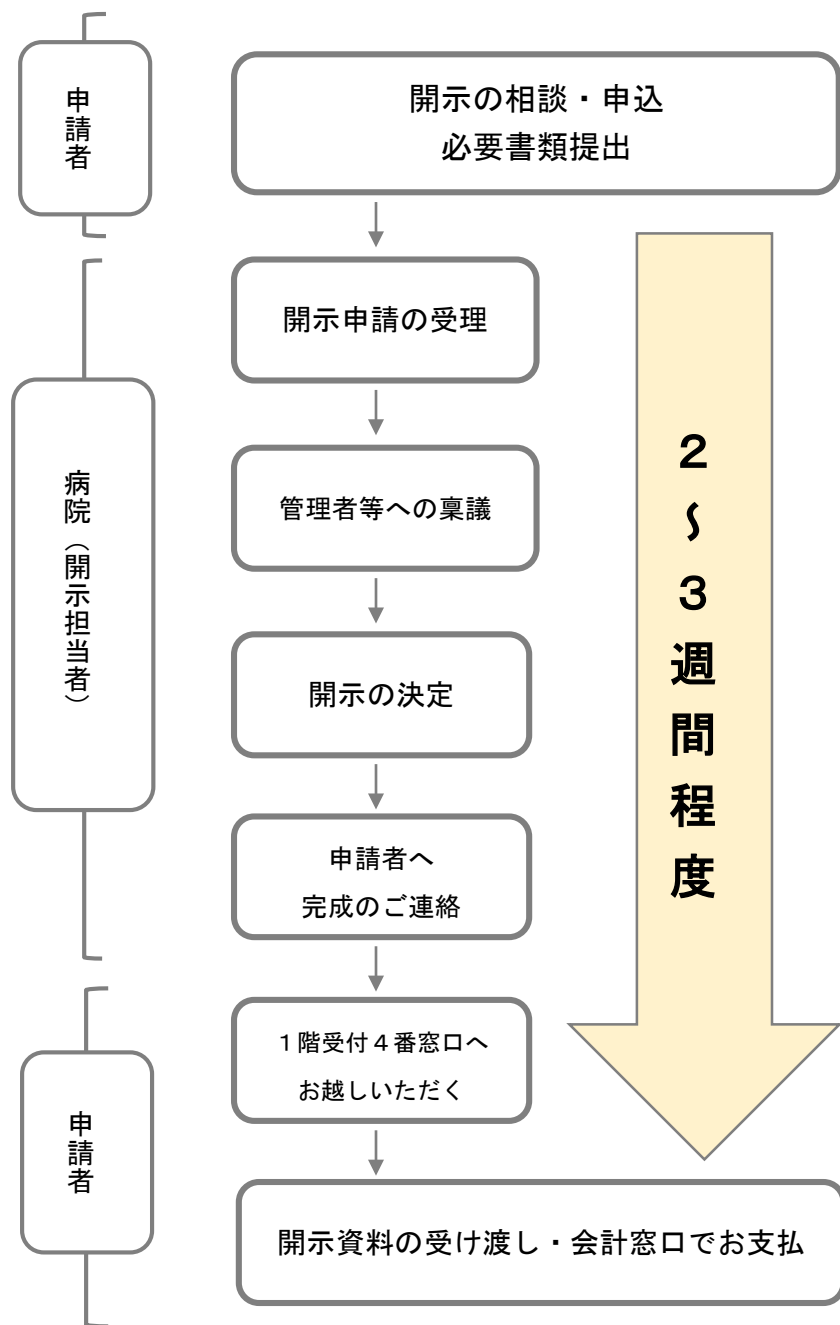 申請者
開示の相談・申込
必要書類提出
開示申請の受理
病院（開示担当者）
管理者等への稟議
開示の決定
申請者へ
完成のご連絡
２～３週間程度
１階受付４番窓口へ
お越しいただく
申請者
開示資料の受け渡し・会計窓口でお支払